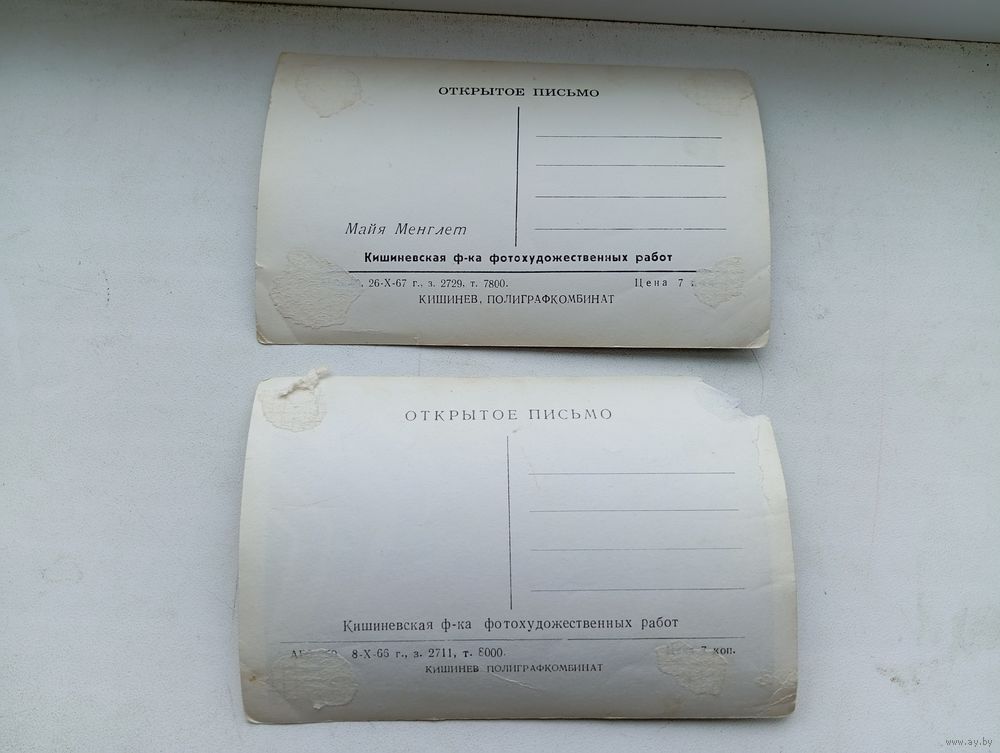 ОТКРЫТОЕ ПИСЬМО
Майя Менглет
Кишиневская ф-ка фотохудожественных работ
26-X-67 г., з. 2729, т. 7800. Цена 7
КИШИНЕВ, ПОЛИГРАФКОМБИНАТ
ОТКРЫТОЕ ПИСЬМО
Кишиневская ф-ка фотохудожественных работ
8-X-66 г., з. 2711, т. 8000. 7 коп.
КИШИНЕВ ПОЛИГРАФКОМБИНАТ
www.ay.by